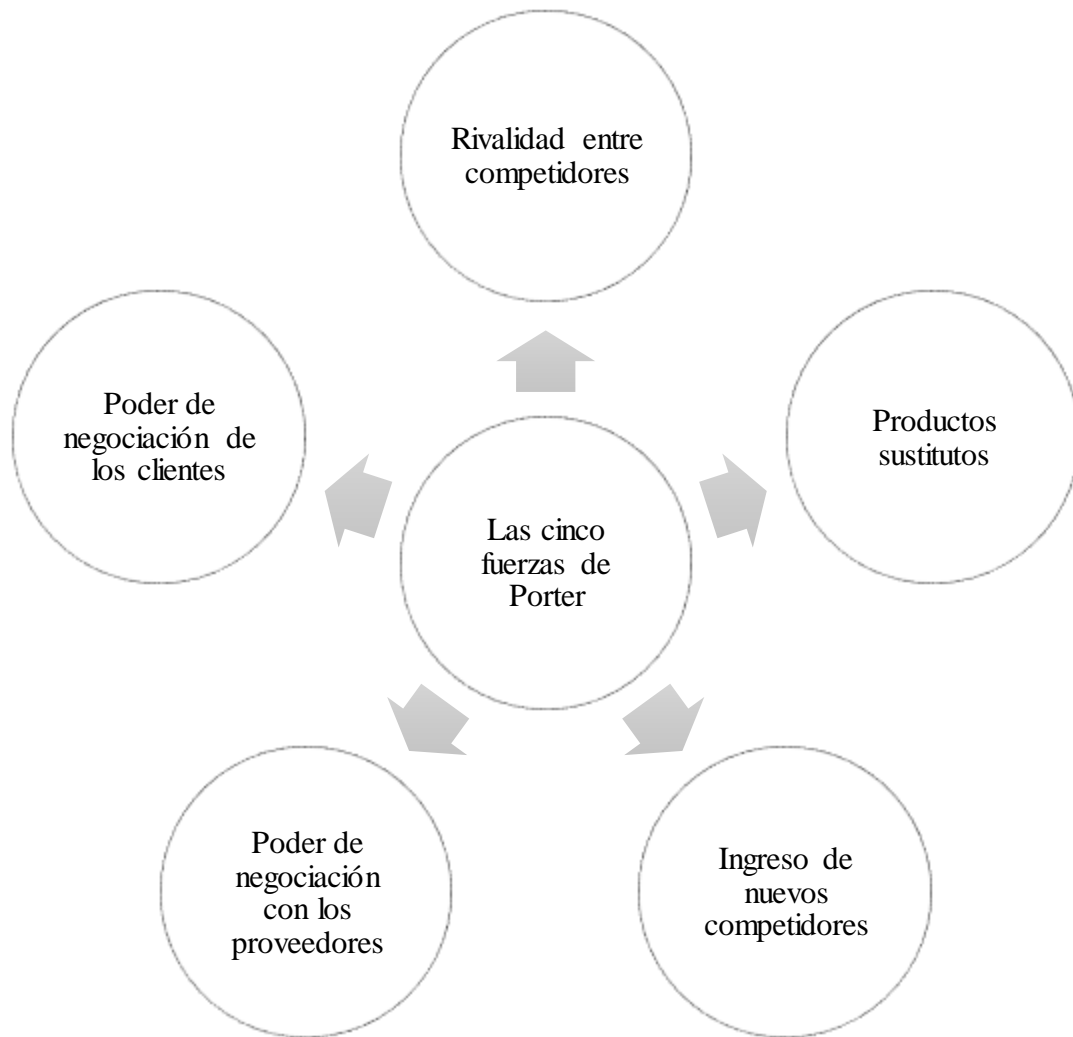 Rivalidad entre
competidores
Poder de
negociación de
los clientes
Productos
sustitutos
Las cinco
fuerzas de
Porter
Poder de
negociación
con los
proveedores
Ingreso de
nuevos
competidores